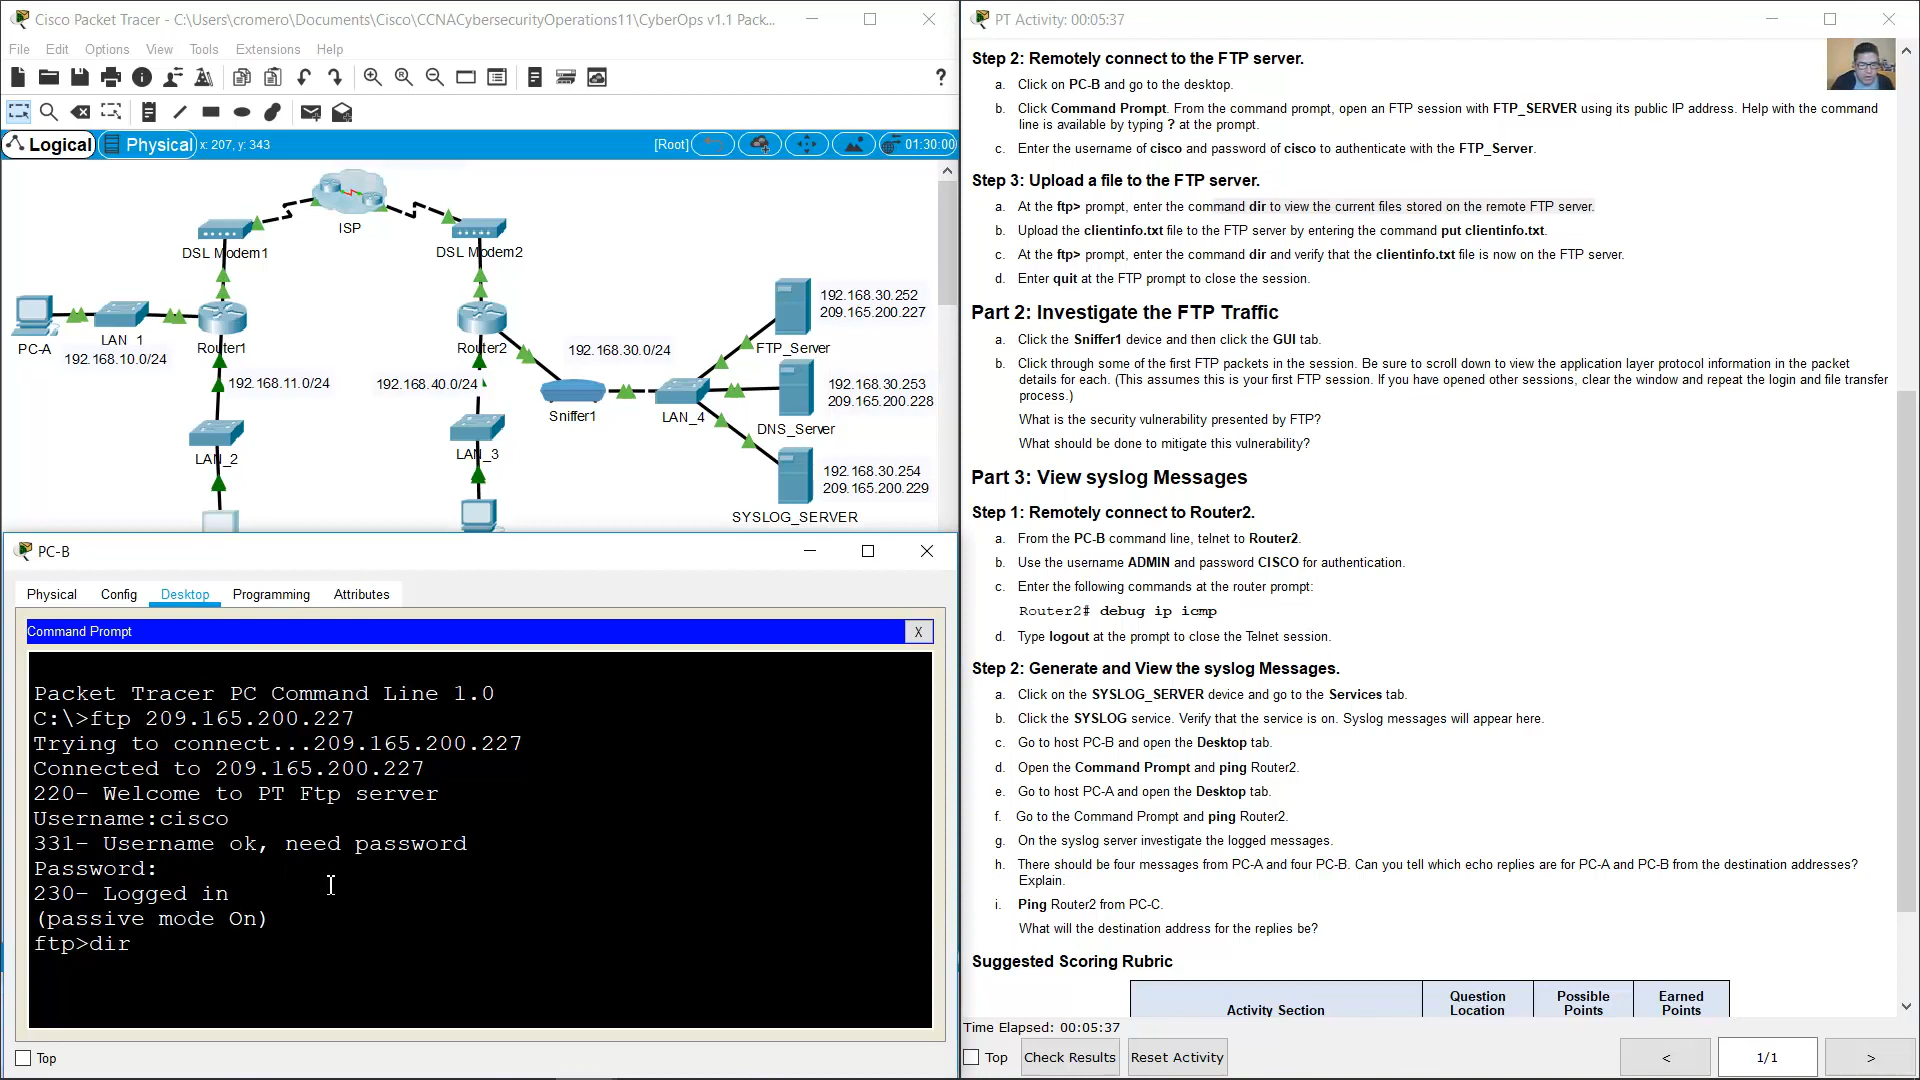 Cisco Packet Tracer - C:\Users\cromero\Documents\Cisco\CCNACybersecurityOperations11\CyberOps v1.1 Pack...
File Edit Options View Tools Extensions Help
?
Logical Physical x: 207, y: 343 [Root] 01:30:00
ISP
DSL Modem1
DSL Modem2
192.168.30.252
209.165.200.227
PC-A
LAN_1
192.168.10.0/24
Router1
Router2
192.168.30.0/24
FTP_Server
192.168.11.0/24
192.168.40.0/24
192.168.30.253
209.165.200.228
Sniffer1
LAN_4
DNS_Server
LAN_2
LAN_3
192.168.30.254
209.165.200.229
SYSLOG_SERVER
PC-B
Physical Config Desktop Programming Attributes
Command Prompt X
Packet Tracer PC Command Line 1.0
C:\>ftp 209.165.200.227
Trying to connect...209.165.200.227
Connected to 209.165.200.227
220- Welcome to PT Ftp server
Username:cisco
331- Username ok, need password
Password:
230- Logged in
(passive mode On)
ftp>dir
Top
PT Activity: 00:05:37
Step 2: Remotely connect to the FTP server.
a. Click on PC-B and go to the desktop.
b. Click Command Prompt. From the command prompt, open an FTP session with FTP_SERVER using its public IP address. Help with the command
line is available by typing ? at the prompt.
c. Enter the username of cisco and password of cisco to authenticate with the FTP_Server.
Step 3: Upload a file to the FTP server.
a. At the ftp> prompt, enter the command dir to view the current files stored on the remote FTP server.
b. Upload the clientinfo.txt file to the FTP server by entering the command put clientinfo.txt.
c. At the ftp> prompt, enter the command dir and verify that the clientinfo.txt file is now on the FTP server.
d. Enter quit at the FTP prompt to close the session.
Part 2: Investigate the FTP Traffic
a. Click the Sniffer1 device and then click the GUI tab.
b. Click through some of the first FTP packets in the session. Be sure to scroll down to view the application layer protocol information in the packet
details for each. (This assumes this is your first FTP session. If you have opened other sessions, clear the window and repeat the login and file transfer
process.)
What is the security vulnerability presented by FTP?
What should be done to mitigate this vulnerability?
Part 3: View syslog Messages
Step 1: Remotely connect to Router2.
a. From the PC-B command line, telnet to Router2.
b. Use the username ADMIN and password CISCO for authentication.
c. Enter the following commands at the router prompt:
Router2# debug ip icmp
d. Type logout at the prompt to close the Telnet session.
Step 2: Generate and View the syslog Messages.
a. Click on the SYSLOG_SERVER device and go to the Services tab.
b. Click the SYSLOG service. Verify that the service is on. Syslog messages will appear here.
c. Go to host PC-B and open the Desktop tab.
d. Open the Command Prompt and ping Router2.
e. Go to host PC-A and open the Desktop tab.
f. Go to the Command Prompt and ping Router2.
g. On the syslog server investigate the logged messages.
h. There should be four messages from PC-A and four PC-B. Can you tell which echo replies are for PC-A and PC-B from the destination addresses?
Explain.
i. Ping Router2 from PC-C.
What will the destination address for the replies be?
Suggested Scoring Rubric
Activity Section Question Location Possible Points Earned Points
Time Elapsed: 00:05:37
Top Check Results Reset Activity < 1/1 >